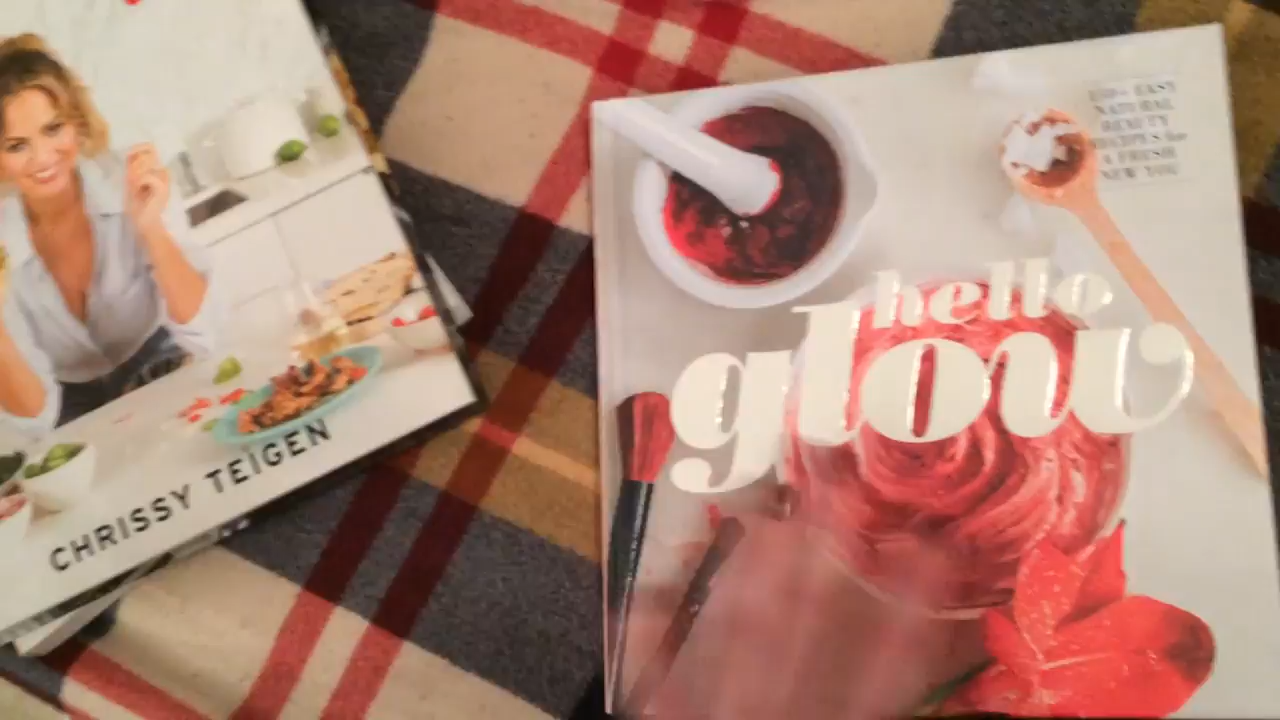 CHRISSY TEIGEN
150+ EASY
NATURAL
BEAUTY
RECIPES for
A FRESH
NEW YOU
hello
glow